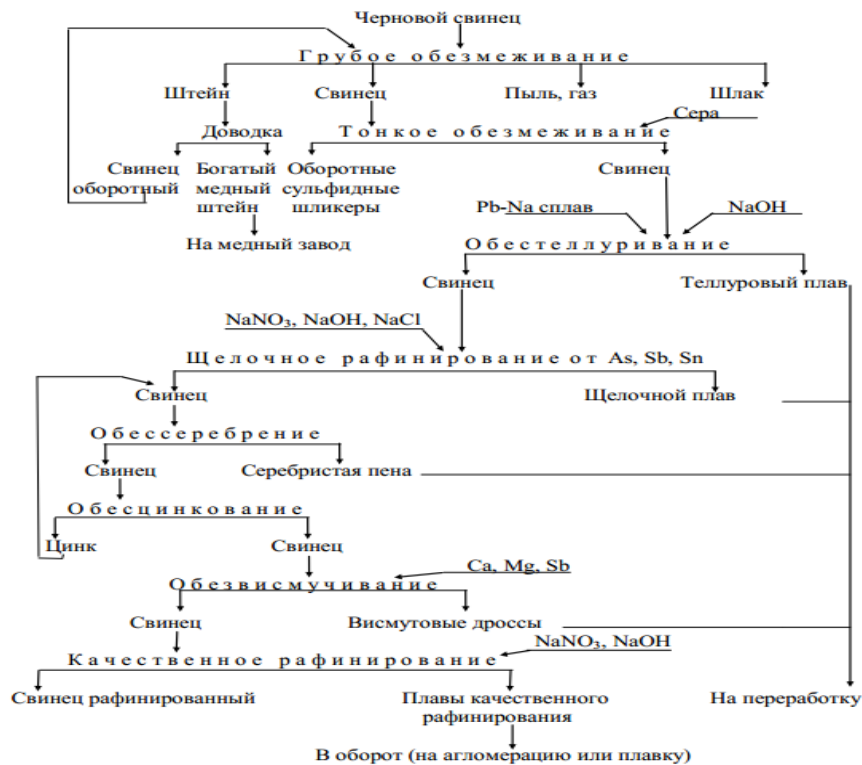 Черновой свинец
Грубое обезмеживание
Штейн Свинец Пыль, газ Шлак
Сера
Доводка Тонкое обезмеживание
Свинец оборотный
Богатый медный штейн
Оборотные сульфидные шликеры
Свинец
На медный завод
Pb-Na сплав NaOH
Обестеллуривание
Свинец Теллуровый плав
NaNO₃, NaOH, NaCl
Щелочное рафинирование от As, Sb, Sn
Свинец Щелочной плав
Обессеребрение
Свинец Серебристая пена
Обесцинкование
Цинк Свинец
Ca, Mg, Sb
Обезвисмучивание
Свинец Висмутовые дроссы
NaNO₃, NaOH
Качественное рафинирование
Свинец рафинированный Плавы качественного На переработку
рафинирования
В оборот (на агломерацию или плавку)